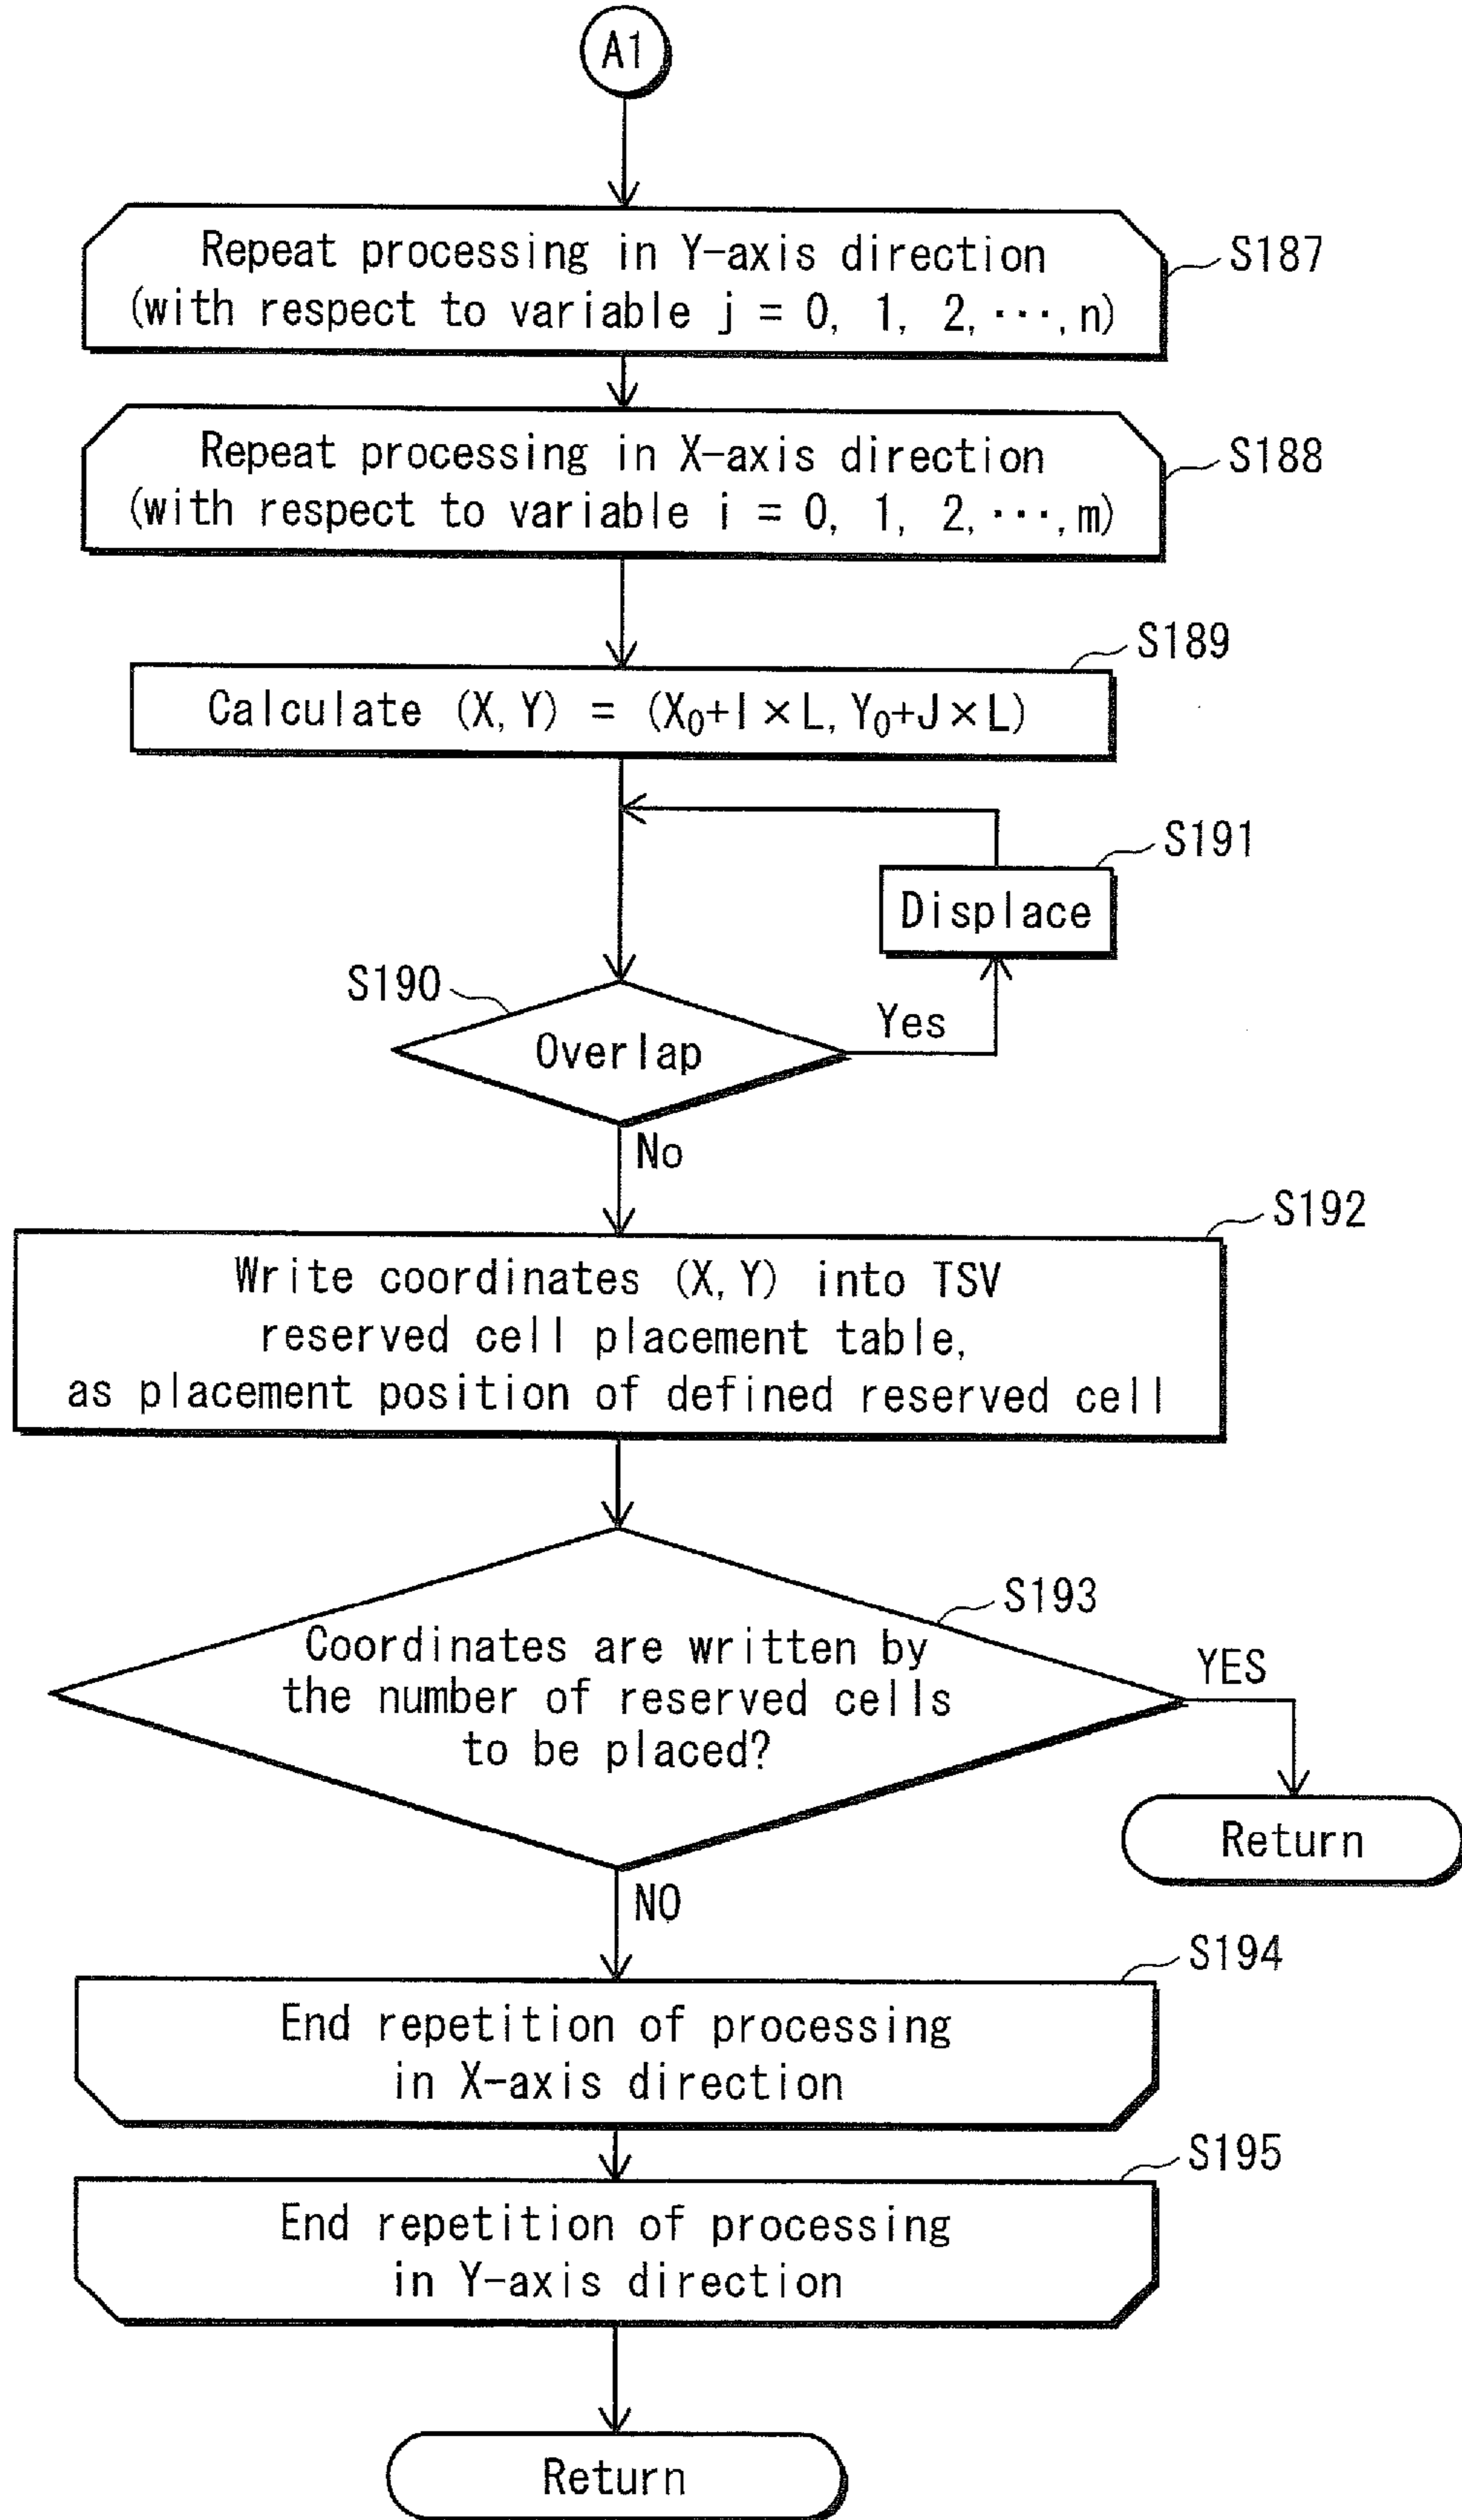 A1
Repeat processing in Y-axis direction
(with respect to variable j = 0, 1, 2, ···, n)
S187
Repeat processing in X-axis direction
(with respect to variable i = 0, 1, 2, ···, m)
S188
S189
Calculate (X, Y) = (X₀+I×L, Y₀+J×L)
S191
Displace
S190
Overlap
Yes
No
S192
Write coordinates (X, Y) into TSV
reserved cell placement table,
as placement position of defined reserved cell
S193
Coordinates are written by
the number of reserved cells
to be placed?
YES
Return
NO
S194
End repetition of processing
in X-axis direction
S195
End repetition of processing
in Y-axis direction
Return